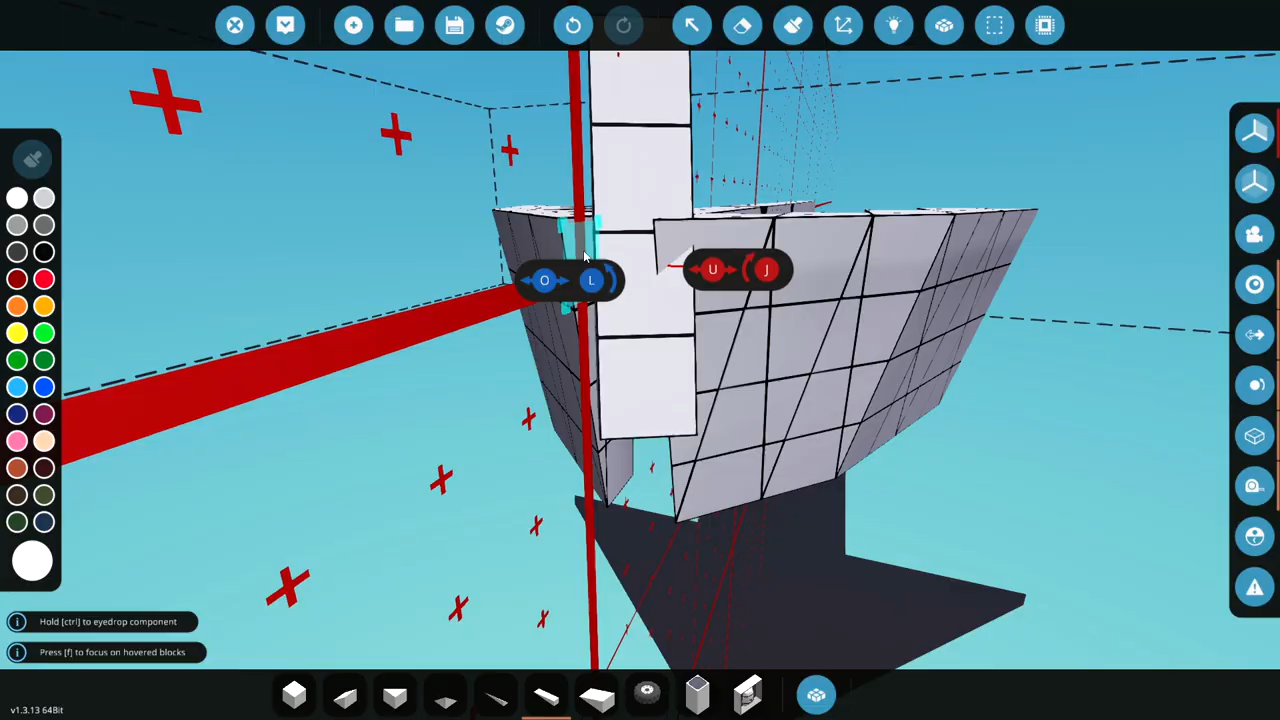 O L
U J
Hold [ctrl] to eyedrop component
Press [f] to focus on hovered blocks
v1.3.13 64Bit